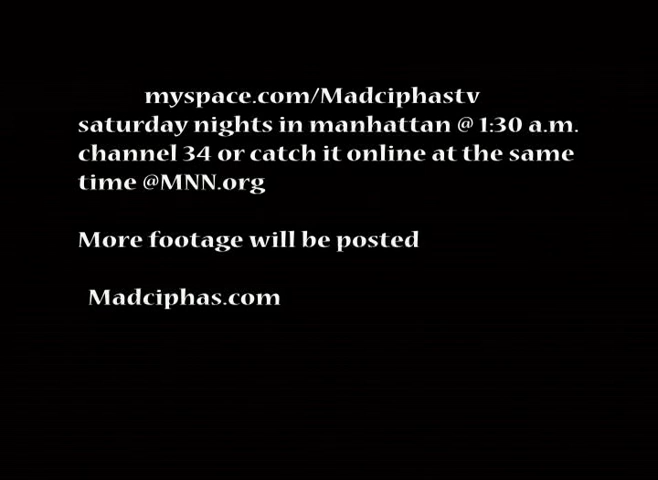 myspace.com/Madciphastv
saturday nights in manhattan @ 1:30 a.m.
channel 34 or catch it online at the same
time @MNN.org
More footage will be posted
Madciphas.com